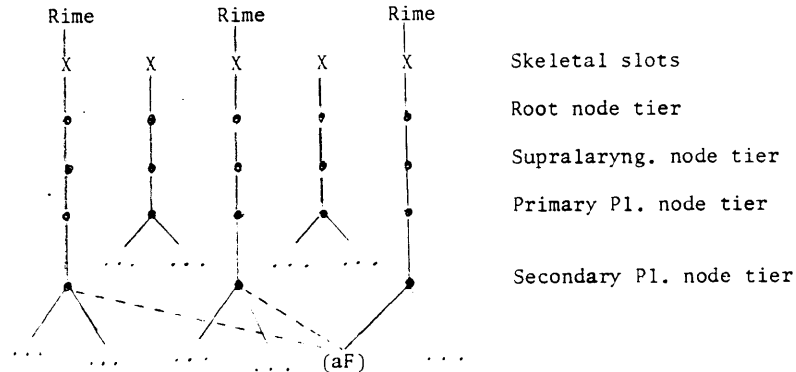 Rime Rime Rime
X X X X X Skeletal slots
Root node tier
Supralaryng. node tier
Primary Pl. node tier
... ... ... ...
Secondary Pl. node tier
... ... ... ... (aF) ...